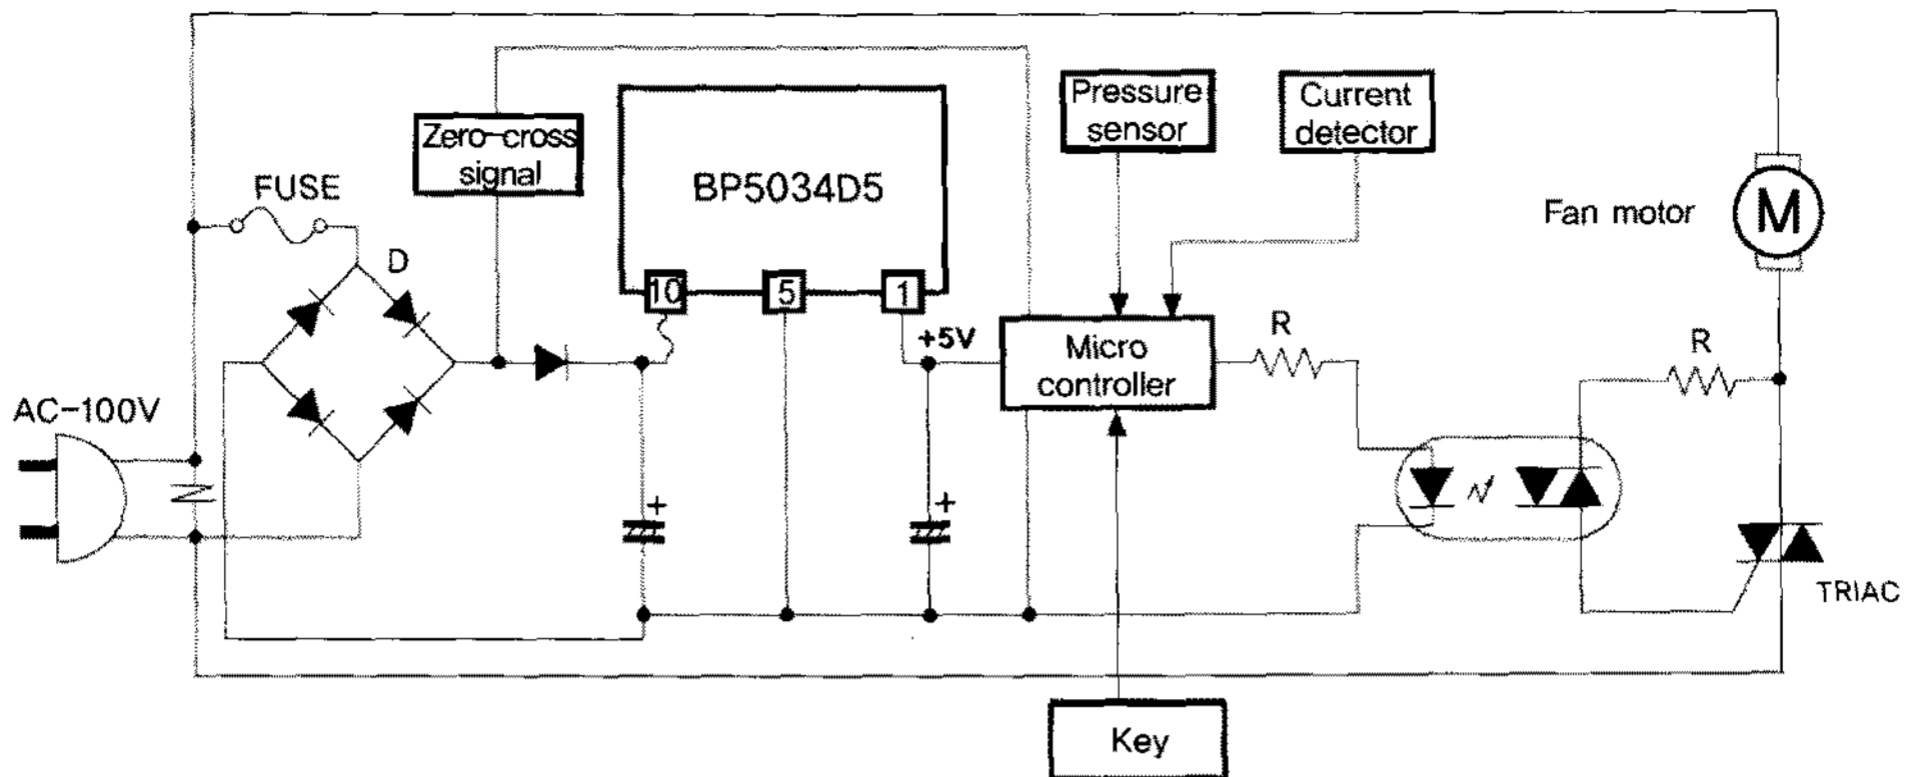 Zero-cross
signal
BP5034D5
Pressure
sensor
Current
detector
FUSE
D
10
5
1
+5V
Fan motor
M
Micro
controller
R
R
AC-100V
+
+
TRIAC
Key